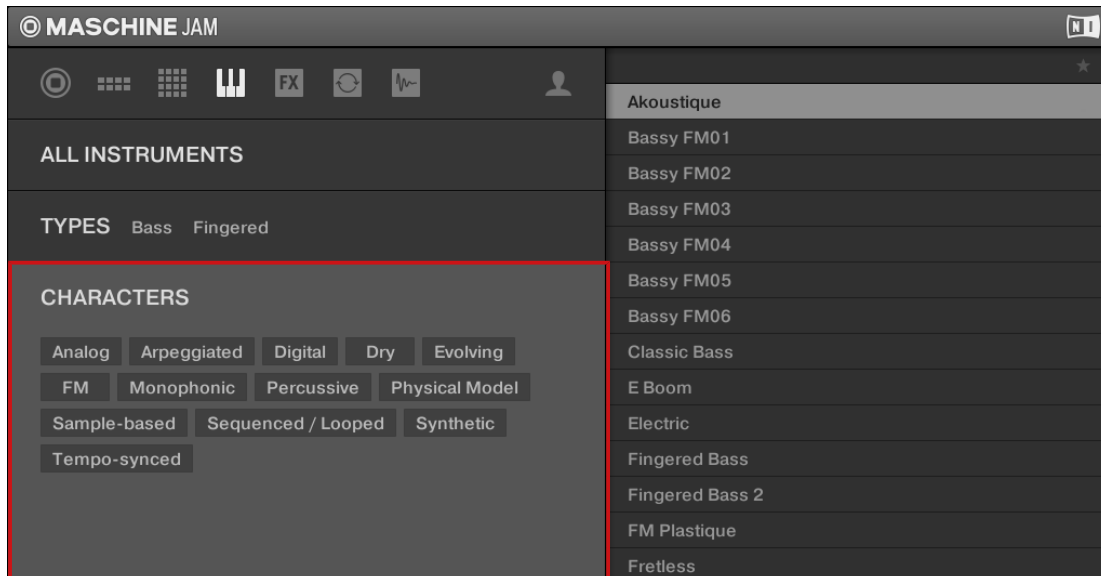 MASCHINE JAM
NI
FX
ALL INSTRUMENTS
TYPES Bass Fingered
CHARACTERS
Analog Arpeggiated Digital Dry Evolving
FM Monophonic Percussive Physical Model
Sample-based Sequenced / Looped Synthetic
Tempo-synced
Akoustique
Bassy FM01
Bassy FM02
Bassy FM03
Bassy FM04
Bassy FM05
Bassy FM06
Classic Bass
E Boom
Electric
Fingered Bass
Fingered Bass 2
FM Plastique
Fretless